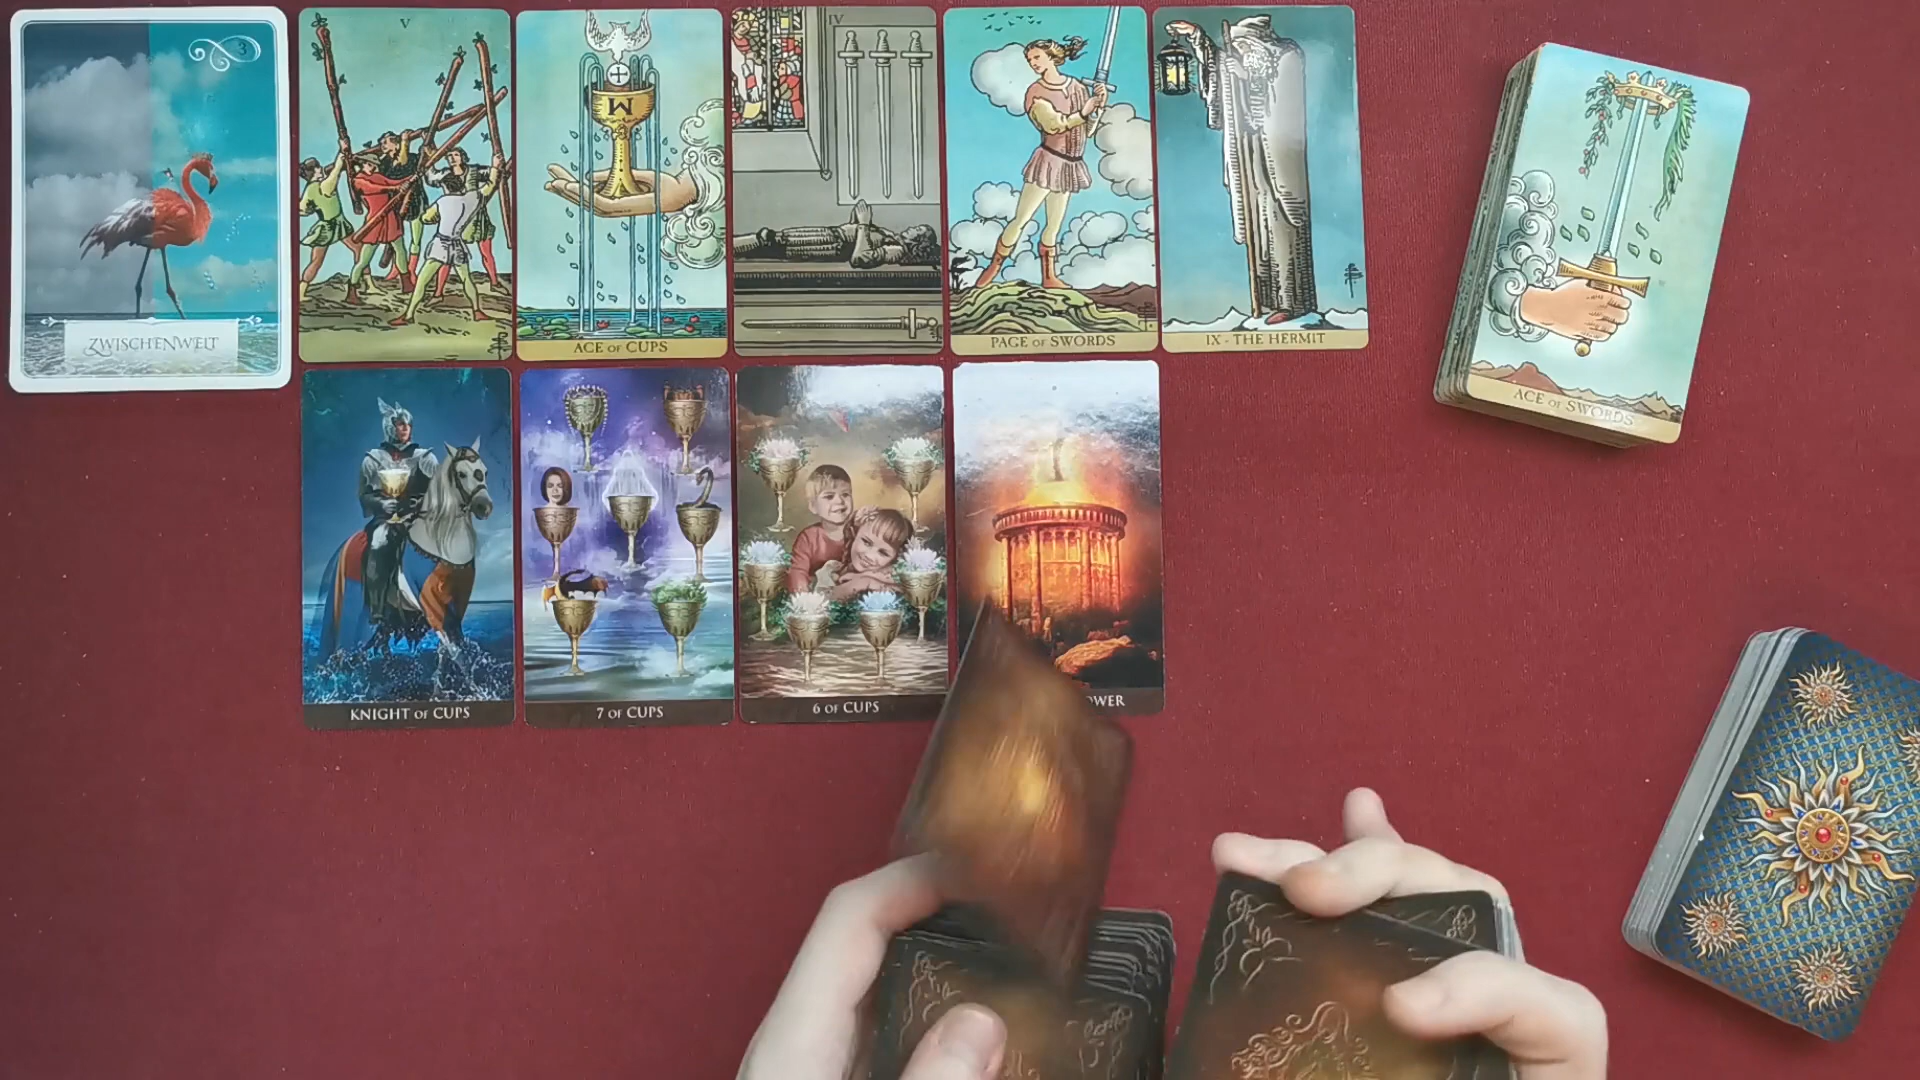 3
ZWISCHENWELT
V
M
ACE OF CUPS
IV
PAGE OF SWORDS
IX - THE HERMIT
ACE OF SWORDS
KNIGHT OF CUPS
7 OF CUPS
6 OF CUPS
OWER